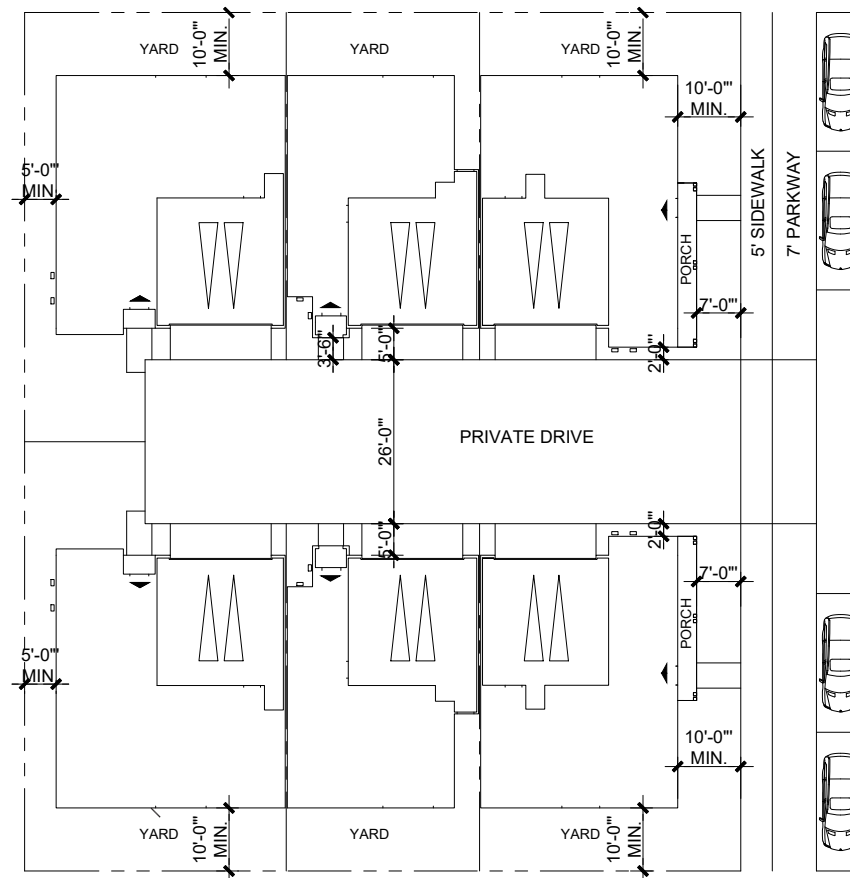 YARD
10'-0'" MIN.
YARD
YARD
10'-0'" MIN.
10'-0'"
MIN.
5'-0'"
MIN.
5' SIDEWALK
7' PARKWAY
PORCH
7'-0'"
3'-6"
5'-0'"
2'-0'"
26'-0'"
PRIVATE DRIVE
5'-0'"
2'-0'"
7'-0'"
PORCH
5'-0'"
MIN.
10'-0'"
MIN.
YARD
10'-0'" MIN.
YARD
YARD
10'-0'" MIN.